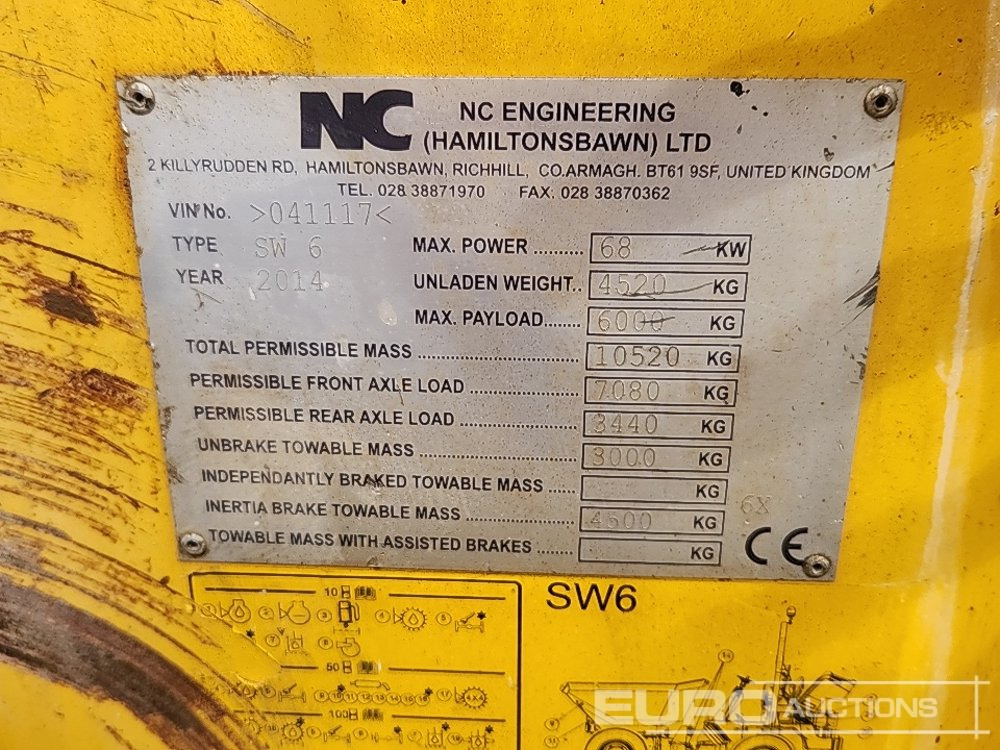 NC
NC ENGINEERING
(HAMILTONSBAWN) LTD
2 KILLYRUDDEN RD, HAMILTONSBAWN, RICHHILL, CO.ARMAGH. BT61 9SF, UNITED KINGDOM
TEL. 028 38871970 FAX: 028 38870362
VIN No. >041117<
TYPE SW 6 MAX. POWER .......... 68 KW
YEAR 2014 UNLADEN WEIGHT.. 4520 KG
MAX. PAYLOAD....... 6000 KG
TOTAL PERMISSIBLE MASS ............................... 10520 KG
PERMISSIBLE FRONT AXLE LOAD .................... 7080 KG
PERMISSIBLE REAR AXLE LOAD ...................... 3440 KG
UNBRAKE TOWABLE MASS ............................. 3000 KG
INDEPENDANTLY BRAKED TOWABLE MASS ..... KG
INERTIA BRAKE TOWABLE MASS ..................... 4500 KG
TOWABLE MASS WITH ASSISTED BRAKES ....... KG
6X
CE
SW6
10
50
100
EURO AUCTIONS